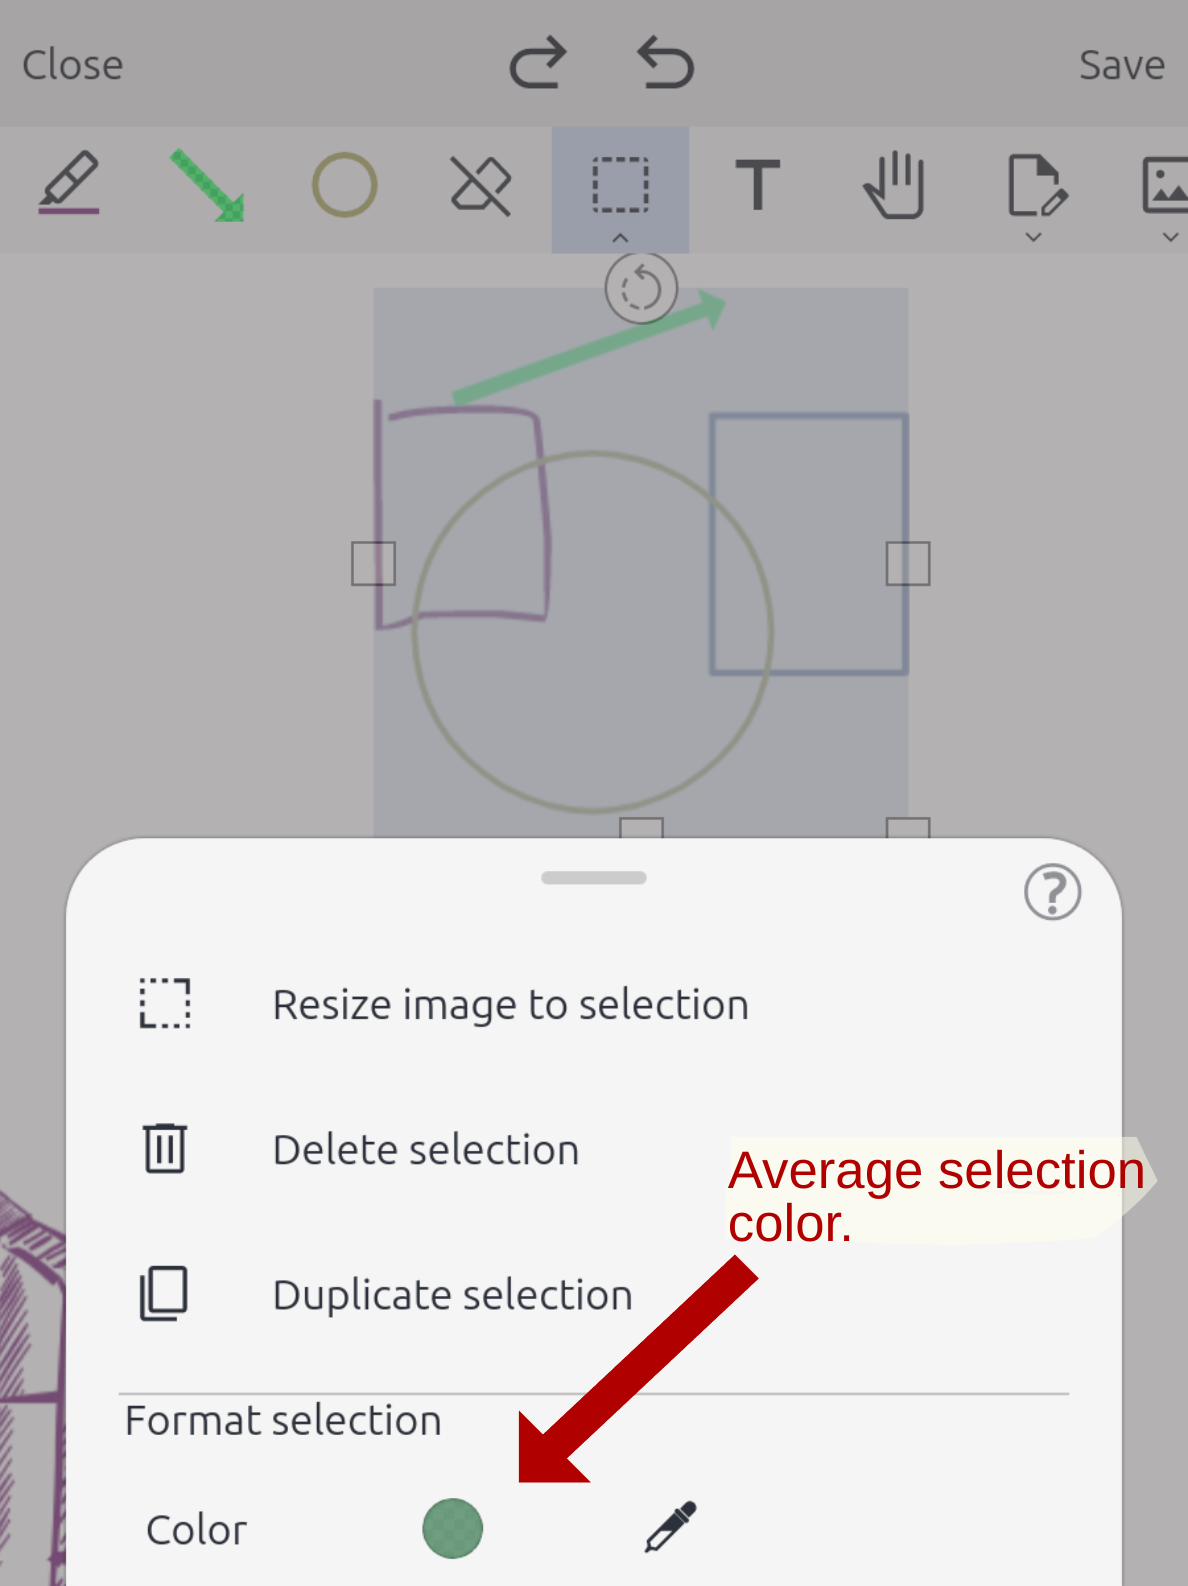 Close
Save
T
?
Resize image to selection
Delete selection
Average selection
color.
Duplicate selection
Format selection
Color